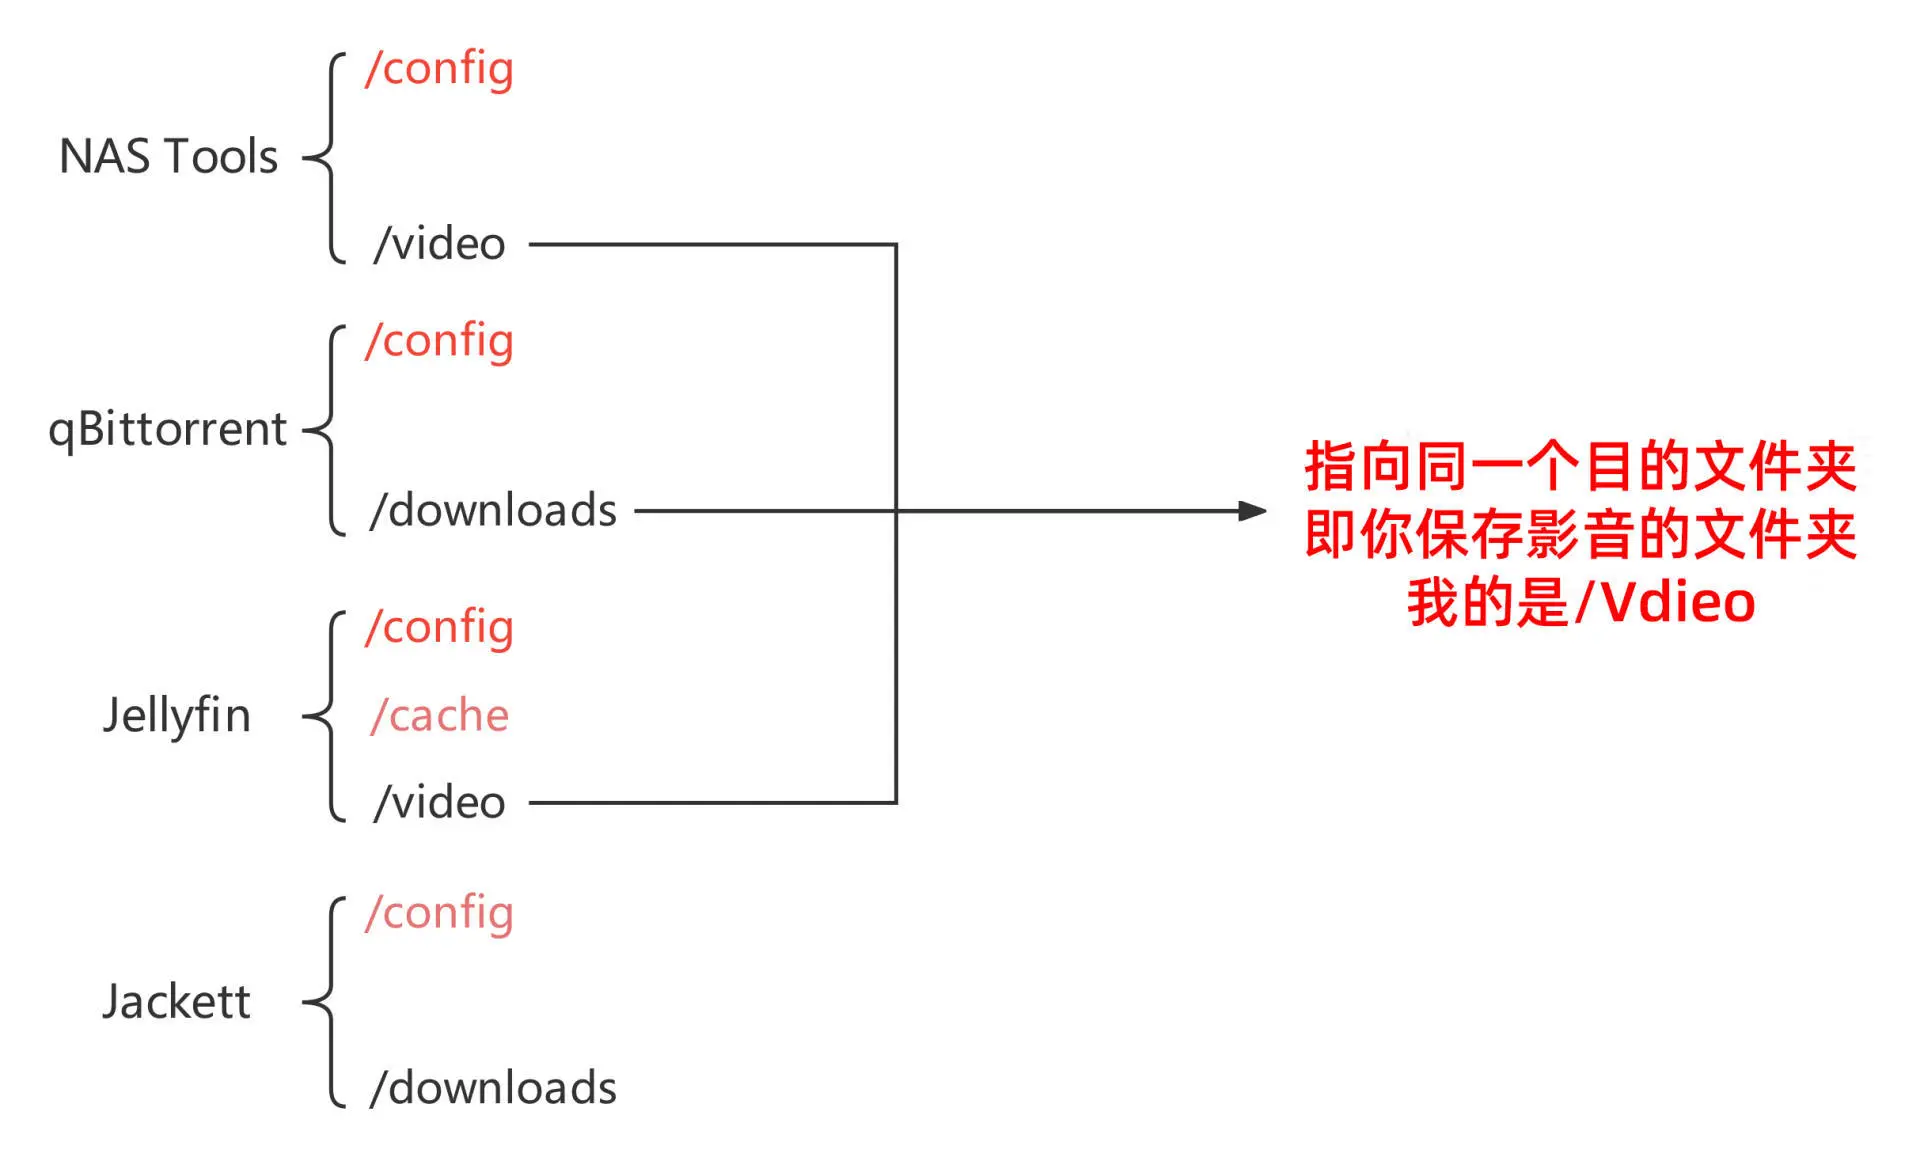 NAS Tools
/config
/video
qBittorrent
/config
/downloads
Jellyfin
/config
/cache
/video
Jackett
/config
/downloads
指向同一个目的文件夹
即你保存影音的文件夹
我的是/Vdieo